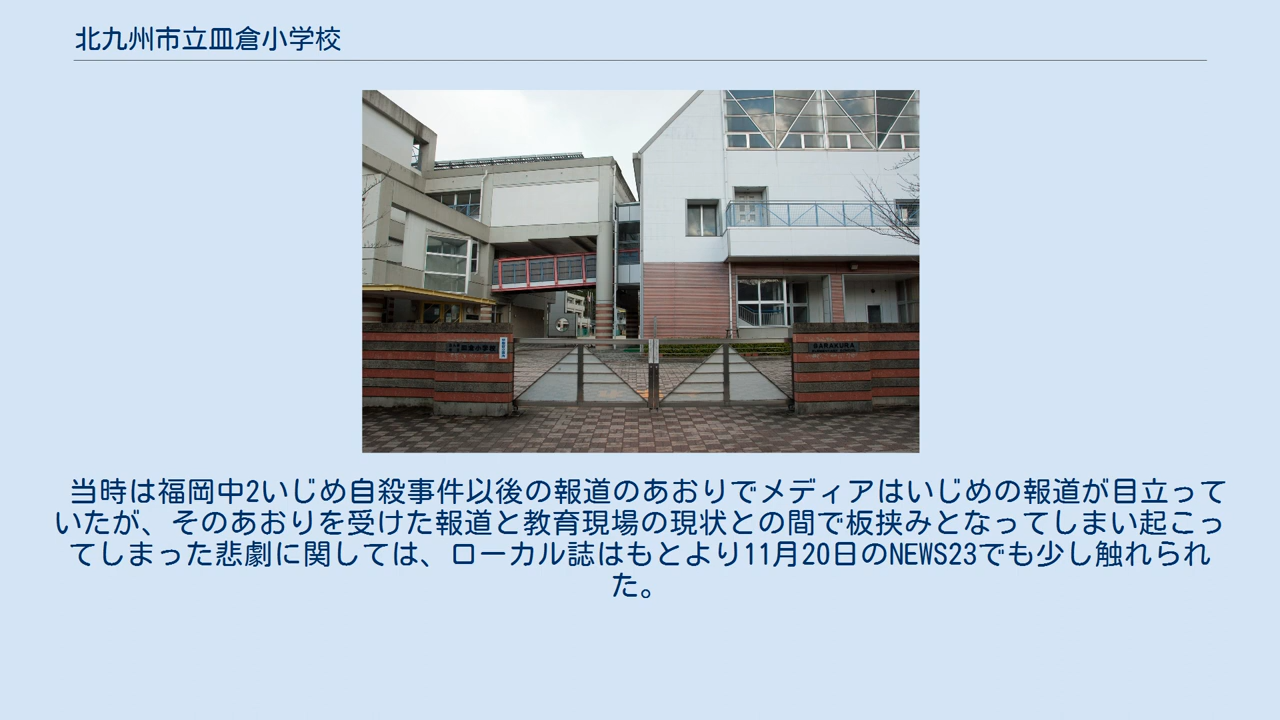 北九州市立皿倉小学校
皿倉小学校
SARAKURA
当時は福岡中2いじめ自殺事件以後の報道のあおりでメディアはいじめの報道が目立って
いたが、そのあおりを受けた報道と教育現場の現状との間で板挟みとなってしまい起こっ
てしまった悲劇に関しては、ローカル誌はもとより11月20日のNEWS23でも少し触れられ
た。